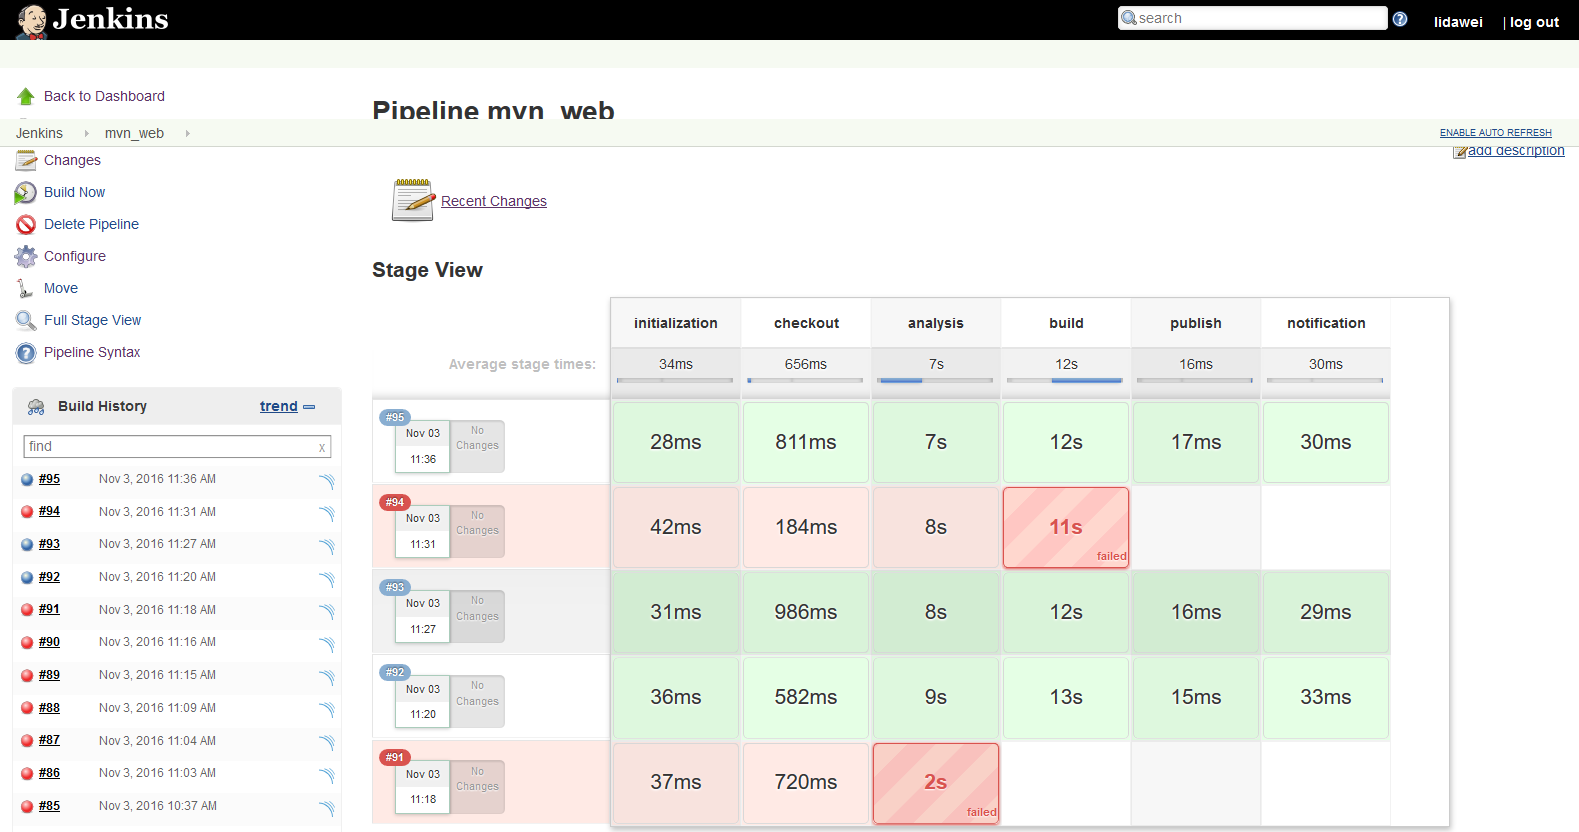 Jenkins
search
lidawei | log out
Back to Dashboard
Pipeline mvn_web
Jenkins mvn_web
ENABLE AUTO REFRESH
add description
Changes
Build Now
Delete Pipeline
Configure
Move
Full Stage View
Pipeline Syntax
Recent Changes
Stage View
initialization checkout analysis build publish notification
Average stage times: 34ms 656ms 7s 12s 16ms 30ms
#95 Nov 03 11:36 No Changes 28ms 811ms 7s 12s 17ms 30ms
#94 Nov 03 11:31 No Changes 42ms 184ms 8s 11s failed
#93 Nov 03 11:27 No Changes 31ms 986ms 8s 12s 16ms 29ms
#92 Nov 03 11:20 No Changes 36ms 582ms 9s 13s 15ms 33ms
#91 Nov 03 11:18 No Changes 37ms 720ms 2s failed
Build History trend
find x
#95 Nov 3, 2016 11:36 AM
#94 Nov 3, 2016 11:31 AM
#93 Nov 3, 2016 11:27 AM
#92 Nov 3, 2016 11:20 AM
#91 Nov 3, 2016 11:18 AM
#90 Nov 3, 2016 11:16 AM
#89 Nov 3, 2016 11:15 AM
#88 Nov 3, 2016 11:09 AM
#87 Nov 3, 2016 11:04 AM
#86 Nov 3, 2016 11:03 AM
#85 Nov 3, 2016 10:37 AM